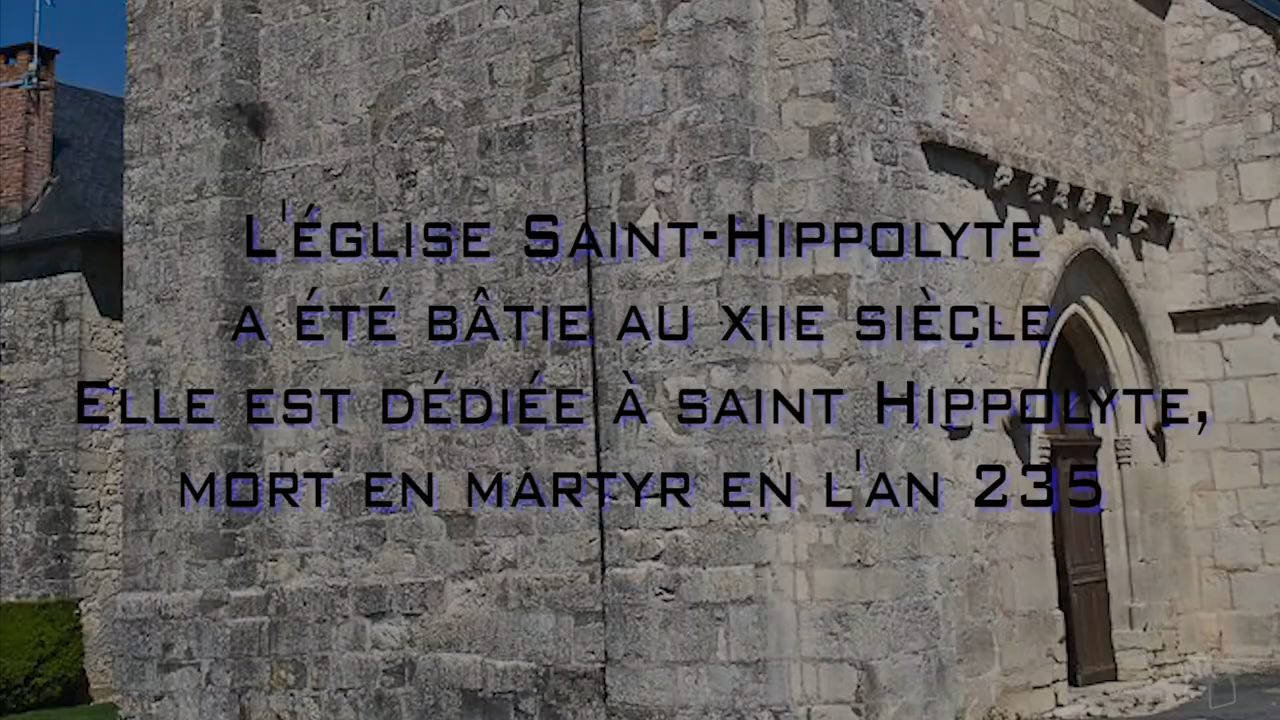 L'église Saint-Hippolyte
a été bâtie au XIIe siècle
Elle est dédiée à saint Hippolyte,
mort en martyr en l'an 235